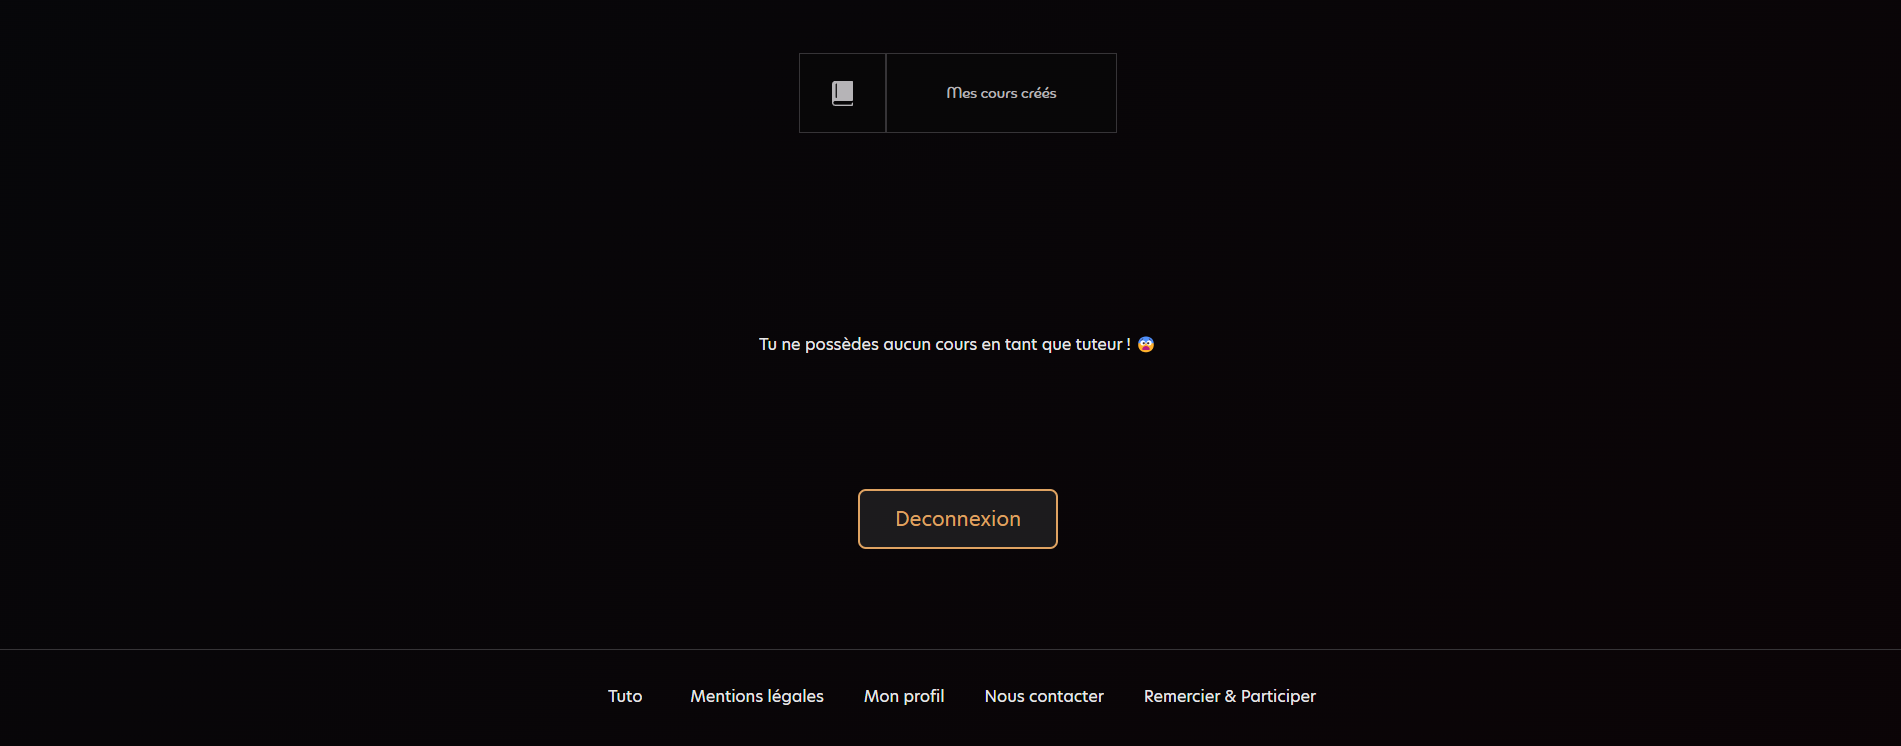 Mes cours créés
Tu ne possèdes aucun cours en tant que tuteur ! 😨
Deconnexion
Tuto Mentions légales Mon profil Nous contacter Remercier & Participer